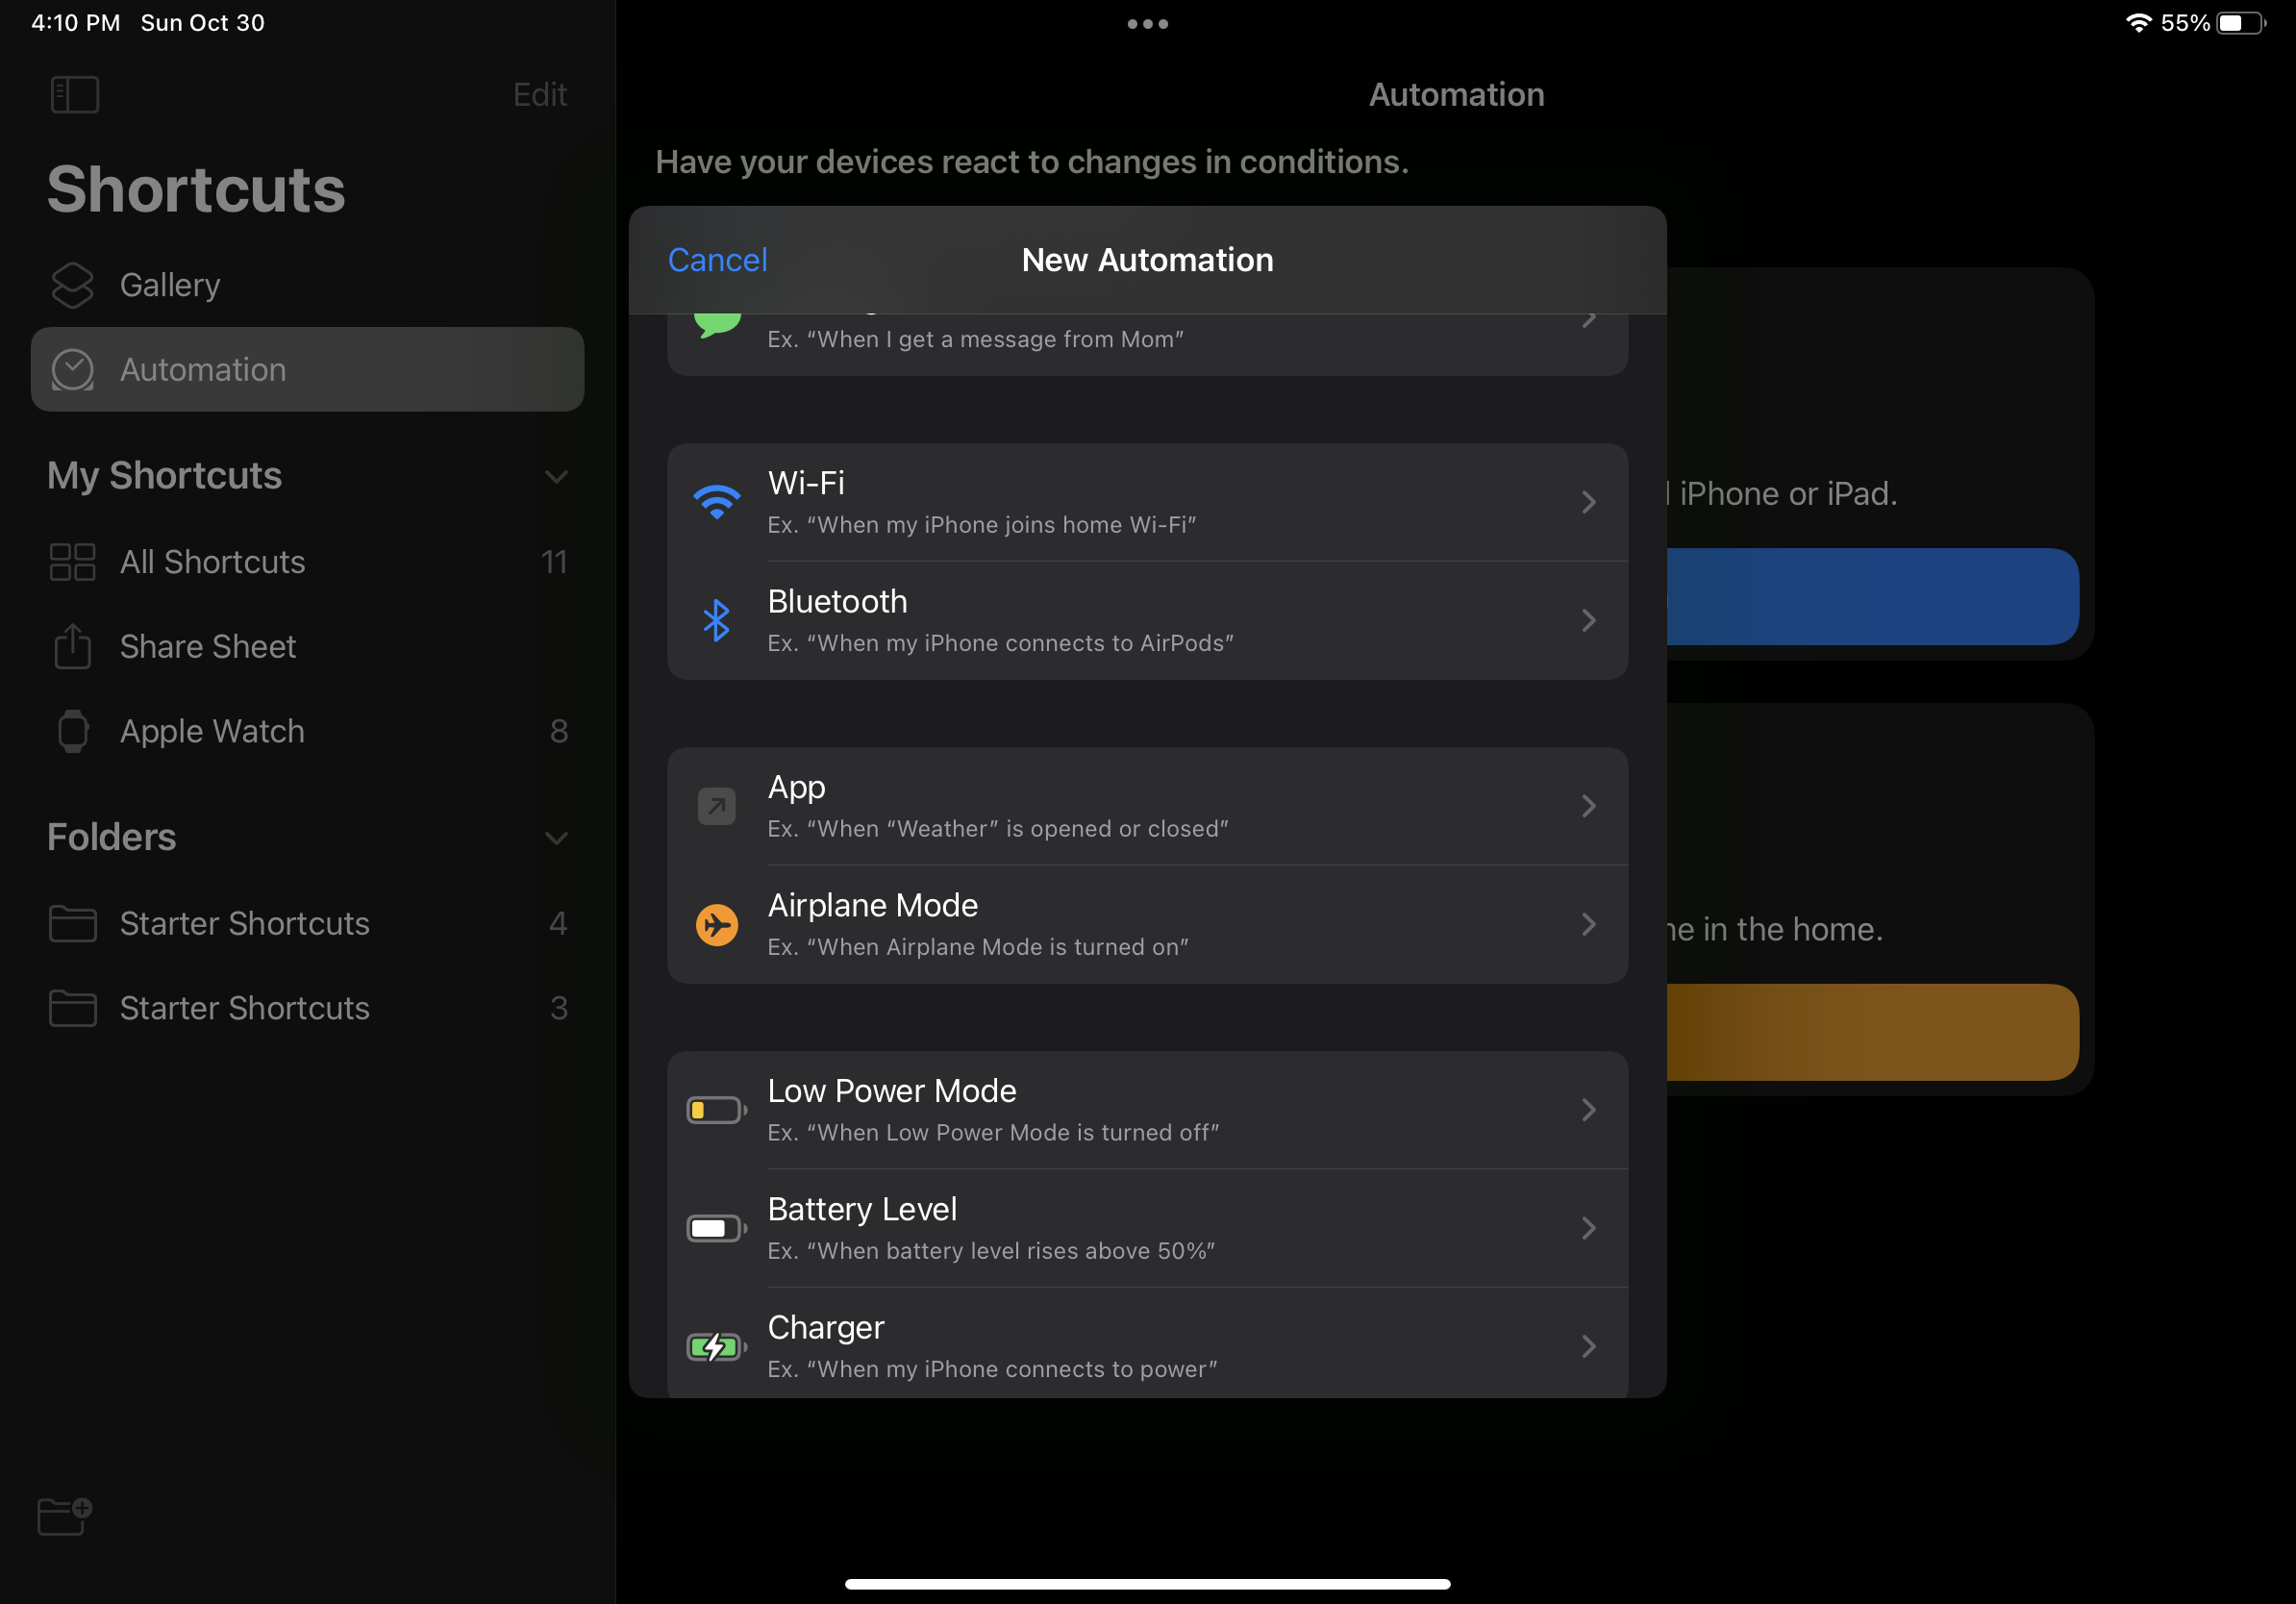 4:10 PM Sun Oct 30
55%
Edit
Shortcuts
Gallery
Automation
My Shortcuts
All Shortcuts 11
Share Sheet
Apple Watch 8
Folders
Starter Shortcuts 4
Starter Shortcuts 3
Automation
Have your devices react to changes in conditions.
Cancel New Automation
Ex. “When I get a message from Mom”
Wi-Fi
Ex. “When my iPhone joins home Wi-Fi”
Bluetooth
Ex. “When my iPhone connects to AirPods”
App
Ex. “When “Weather” is opened or closed”
Airplane Mode
Ex. “When Airplane Mode is turned on”
Low Power Mode
Ex. “When Low Power Mode is turned off”
Battery Level
Ex. “When battery level rises above 50%”
Charger
Ex. “When my iPhone connects to power”
iPhone or iPad.
in the home.